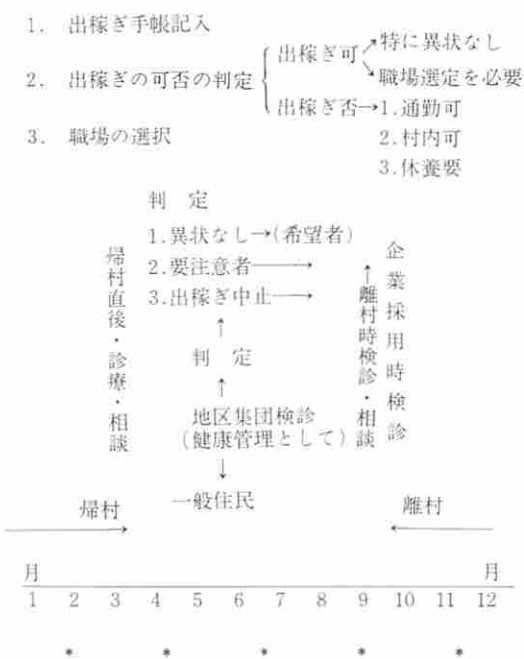 1. 出稼ぎ手帳記入
2. 出稼ぎの可否の判定{出稼ぎ可↗特に異状なし
↘職場選定を必要
出稼ぎ否→1.通勤可
2.村内可
3.休養要
3. 職場の選択
判 定
1.異状なし→(希望者)
2.要注意者→
3.出稼ぎ中止→
↑
判 定
↑
地区集団検診
(健康管理として)
↓
一般住民
帰村直後・診療・相談
←離村時検診・相談
企業採用時検診
帰村
→
離村
←
月 月
1 2 3 4 5 6 7 8 9 10 11 12
* * * * *